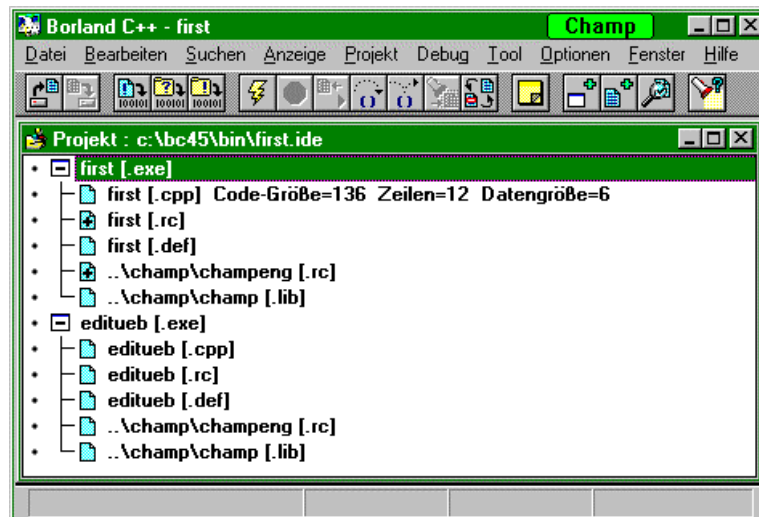 Borland C++ - first Champ
Datei Bearbeiten Suchen Anzeige Projekt Debug Tool Optionen Fenster Hilfe
Projekt : c:\bc45\bin\first.ide
first [.exe]
first [.cpp] Code-Größe=136 Zeilen=12 Datengröße=6
first [.rc]
first [.def]
..\champ\champeng [.rc]
..\champ\champ [.lib]
editueb [.exe]
editueb [.cpp]
editueb [.rc]
editueb [.def]
..\champ\champeng [.rc]
..\champ\champ [.lib]